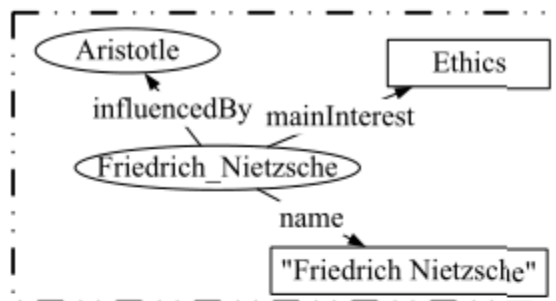 Aristotle
Ethics
influencedBy
mainInterest
Friedrich_Nietzsche
name
"Friedrich Nietzsche"